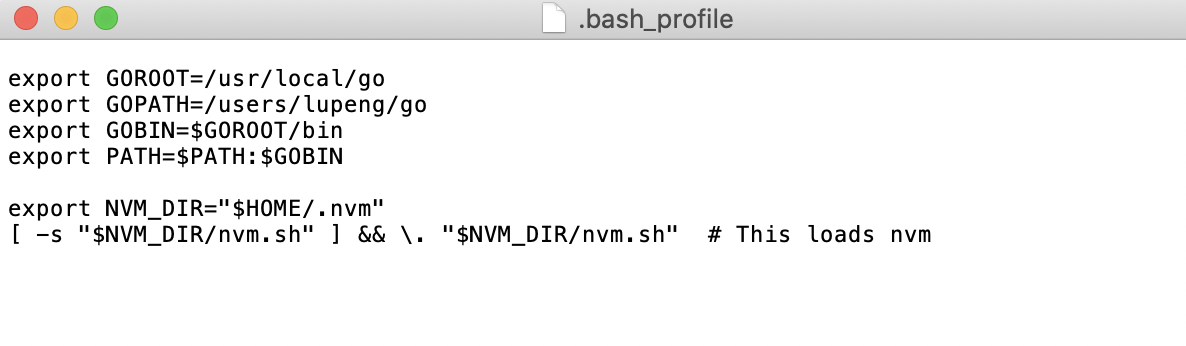 .bash_profile
export GOROOT=/usr/local/go
export GOPATH=/users/lupeng/go
export GOBIN=$GOROOT/bin
export PATH=$PATH:$GOBIN
export NVM_DIR="$HOME/.nvm"
[ -s "$NVM_DIR/nvm.sh" ] && \. "$NVM_DIR/nvm.sh"  # This loads nvm